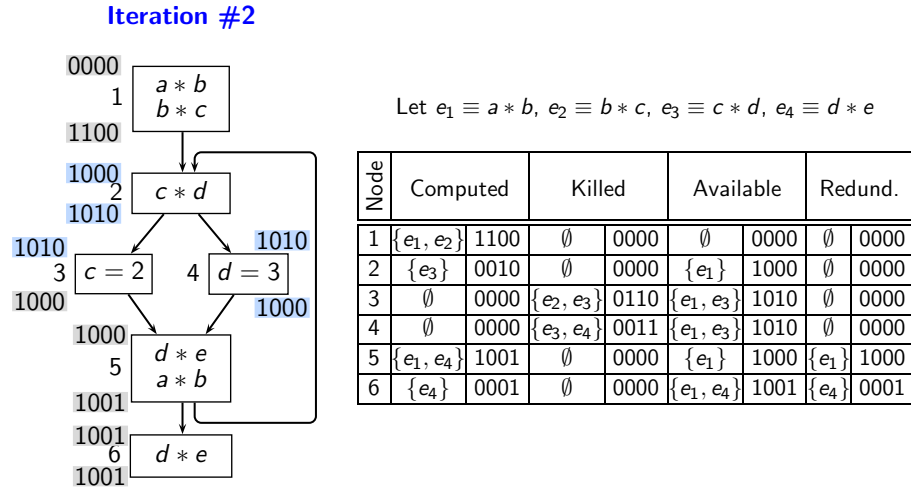 Iteration #2
0000
1
a ∗ b
b ∗ c
1100
1000
2
c ∗ d
1010
1010
3
c = 2
1000
1010
4
d = 3
1000
1000
5
d ∗ e
a ∗ b
1001
1001
6
d ∗ e
1001
Let e1 ≡ a ∗ b, e2 ≡ b ∗ c, e3 ≡ c ∗ d, e4 ≡ d ∗ e
Node Computed Killed Available Redund.
1 {e1, e2} 1100 ∅ 0000 ∅ 0000 ∅ 0000
2 {e3} 0010 ∅ 0000 {e1} 1000 ∅ 0000
3 ∅ 0000 {e2, e3} 0110 {e1, e3} 1010 ∅ 0000
4 ∅ 0000 {e3, e4} 0011 {e1, e3} 1010 ∅ 0000
5 {e1, e4} 1001 ∅ 0000 {e1} 1000 {e1} 1000
6 {e4} 0001 ∅ 0000 {e1, e4} 1001 {e4} 0001